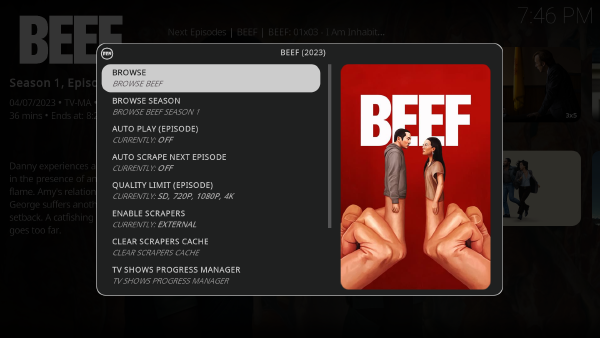 7:46 PM
BEEF
Next Episodes | BEEF | BEEF: 01x03 - I Am Inhabit...
Season 1, Episo
04/07/2023 • TV-MA •
36 mins • Ends at: 8:2
Danny experiences a
in the presence of an
flame. Amy's relation
George suffers anoth
setback. A catfishing
goes too far.
3x5
BEEF (2023)
BROWSE
BROWSE BEEF
BROWSE SEASON
BROWSE BEEF SEASON 1
AUTO PLAY (EPISODE)
CURRENTLY: OFF
AUTO SCRAPE NEXT EPISODE
CURRENTLY: OFF
QUALITY LIMIT (EPISODE)
CURRENTLY: SD, 720P, 1080P, 4K
ENABLE SCRAPERS
CURRENTLY: EXTERNAL
CLEAR SCRAPERS CACHE
CLEAR SCRAPERS CACHE
TV SHOWS PROGRESS MANAGER
TV SHOWS PROGRESS MANAGER
BEEF